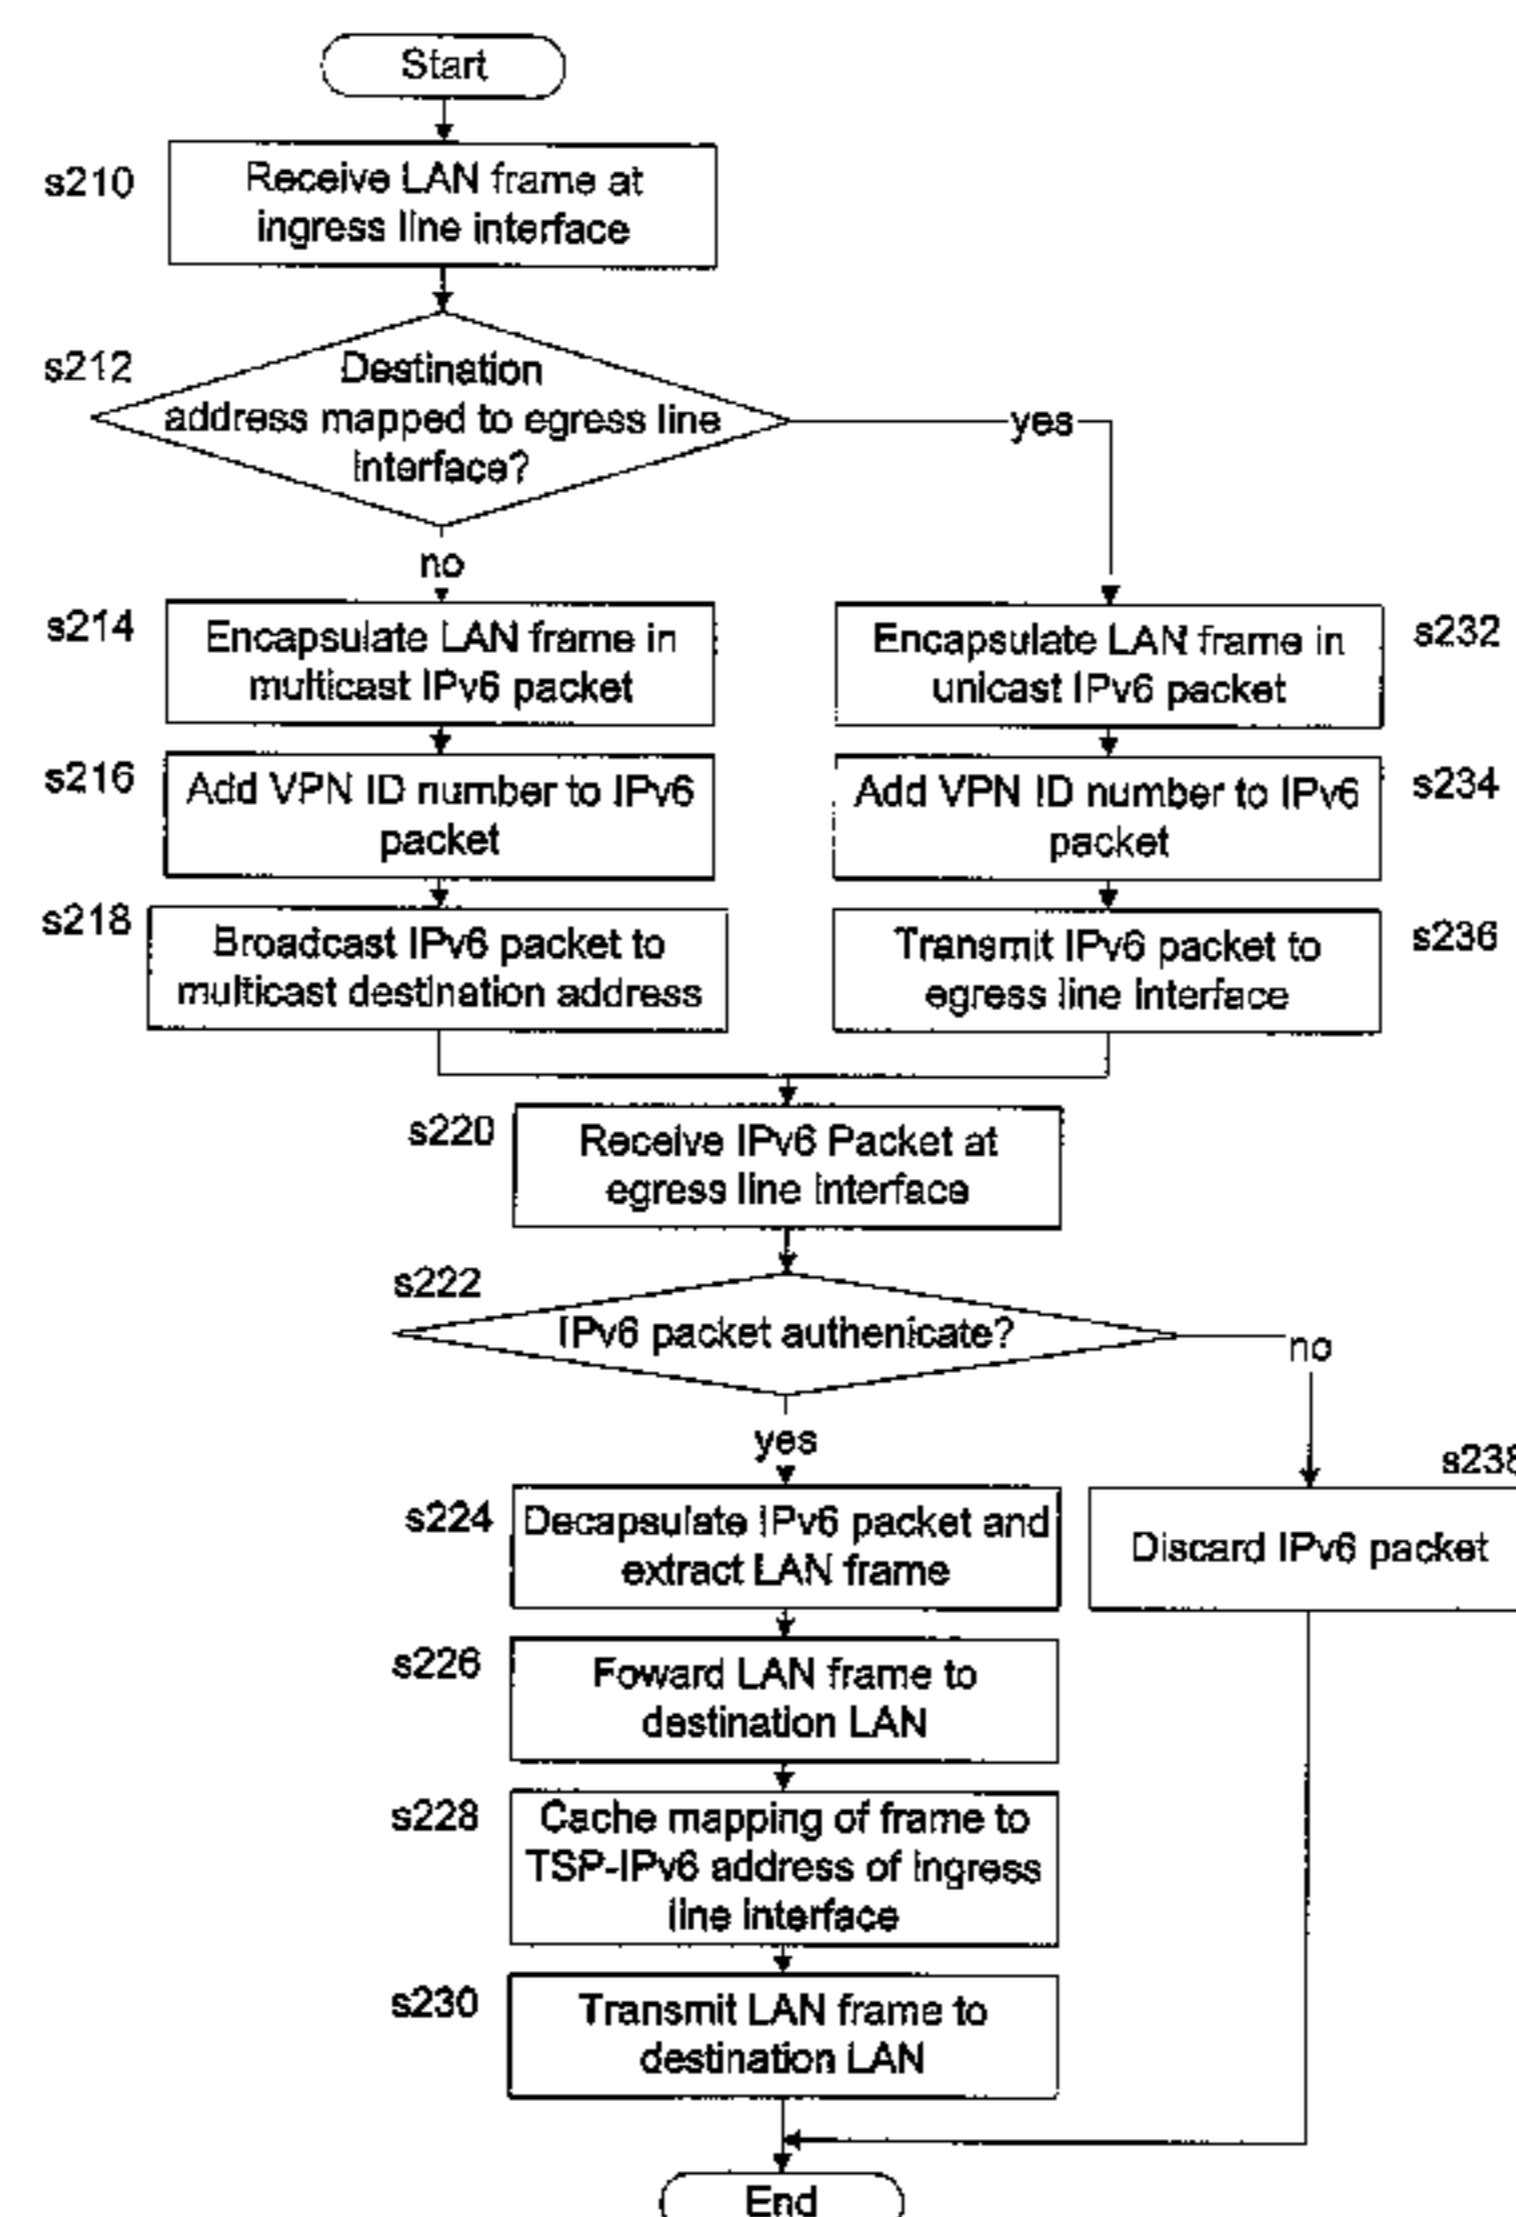 Start
s210
Receive LAN frame at
ingress line interface
s212
Destination
address mapped to egress line
interface?
yes
no
s214
Encapsulate LAN frame in
multicast IPv6 packet
Encapsulate LAN frame in
unicast IPv6 packet
s232
s216
Add VPN ID number to IPv6
packet
Add VPN ID number to IPv6
packet
s234
s218
Broadcast IPv6 packet to
multicast destination address
Transmit IPv6 packet to
egress line interface
s236
s220
Receive IPv6 Packet at
egress line interface
s222
IPv6 packet authenicate?
no
yes
s238
s224
Decapsulate IPv6 packet and
extract LAN frame
Discard IPv6 packet
s226
Foward LAN frame to
destination LAN
s228
Cache mapping of frame to
TSP-IPv6 address of ingress
line interface
s230
Transmit LAN frame to
destination LAN
End